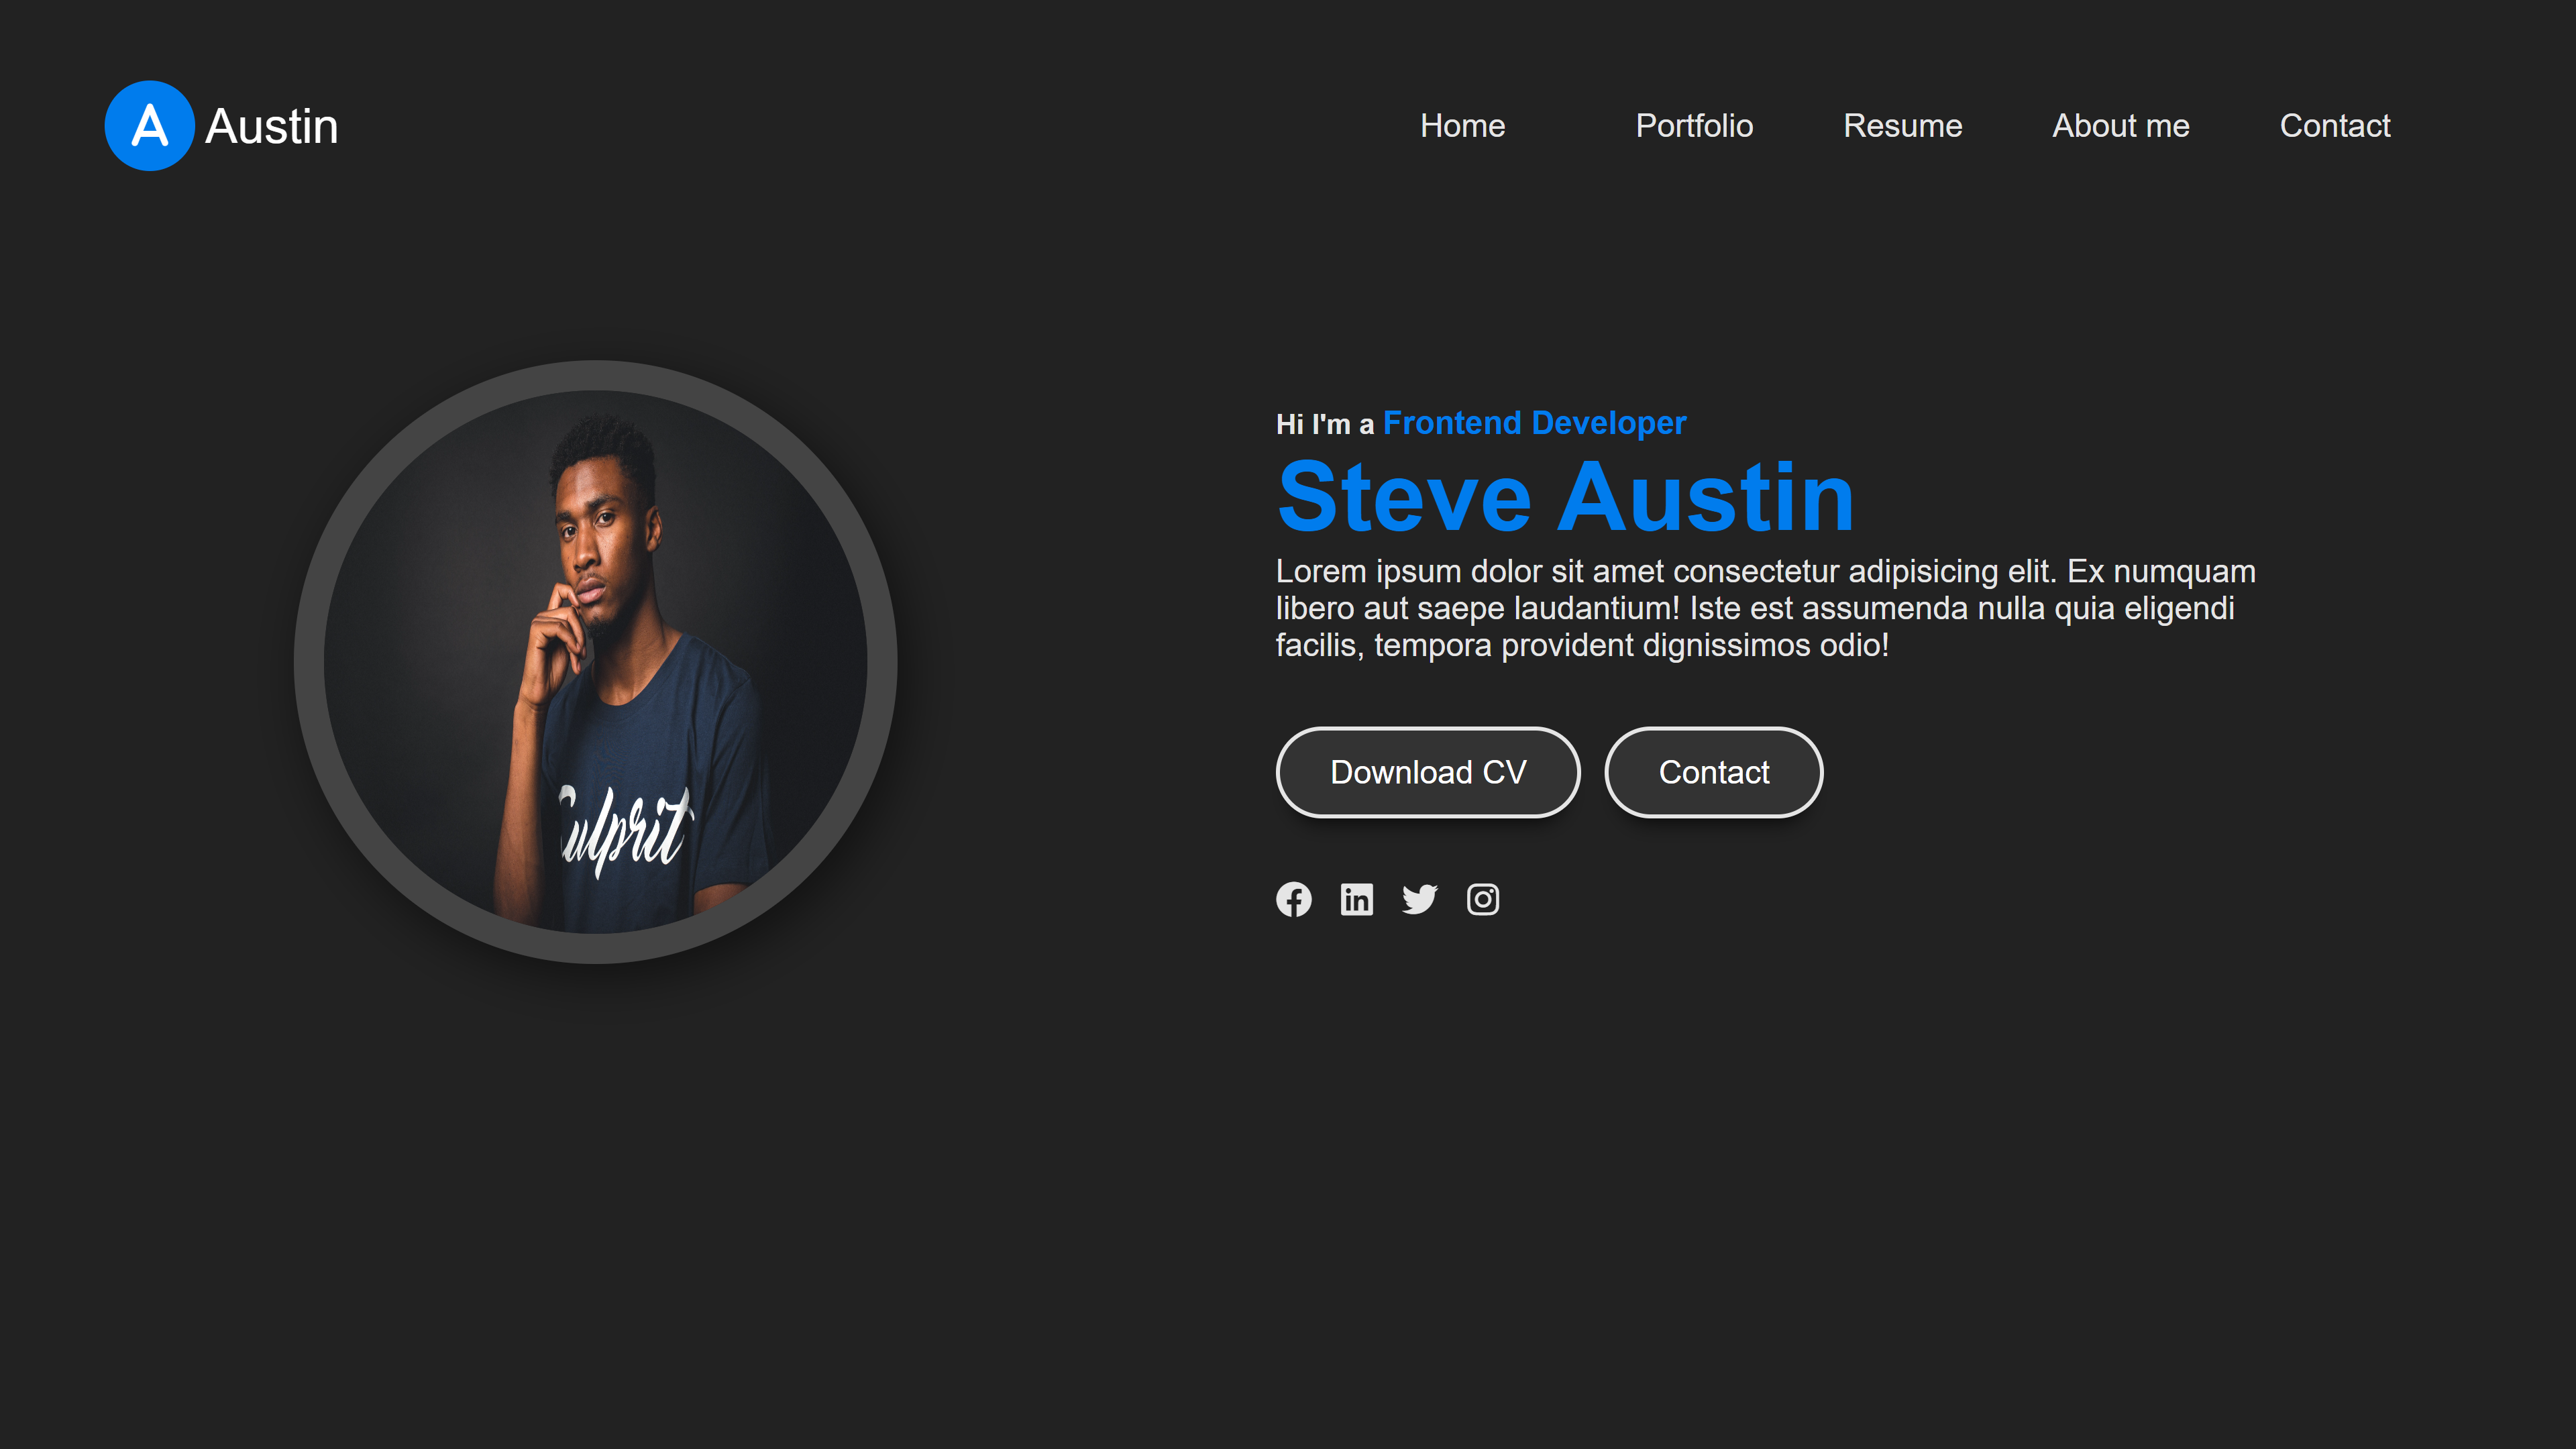 A Austin
Home Portfolio Resume About me Contact
Hi I'm a Frontend Developer
Steve Austin
Lorem ipsum dolor sit amet consectetur adipisicing elit. Ex numquam
libero aut saepe laudantium! Iste est assumenda nulla quia eligendi
facilis, tempora provident dignissimos odio!
Culprit
Download CV Contact